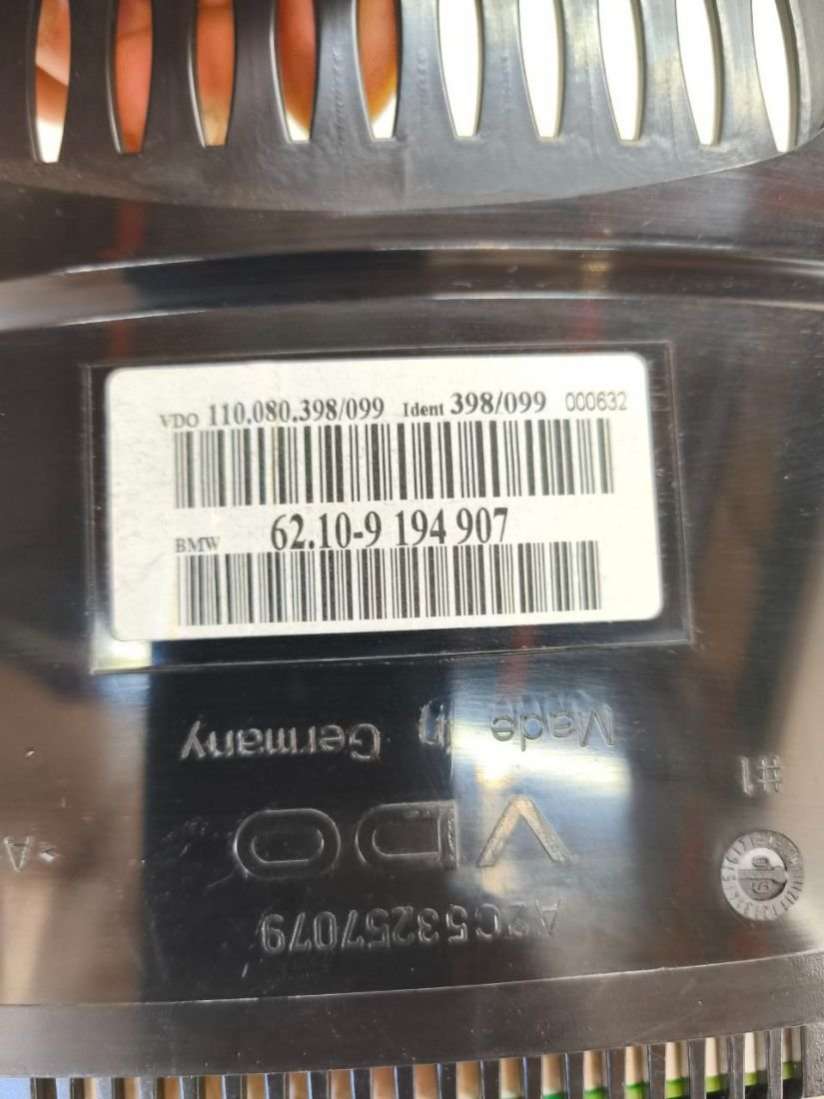 VDO 110.080.398/099 Ident 398/099 000632
BMW 62.10-9 194 907
Made in Germany
#1
VDO
A2C53257079